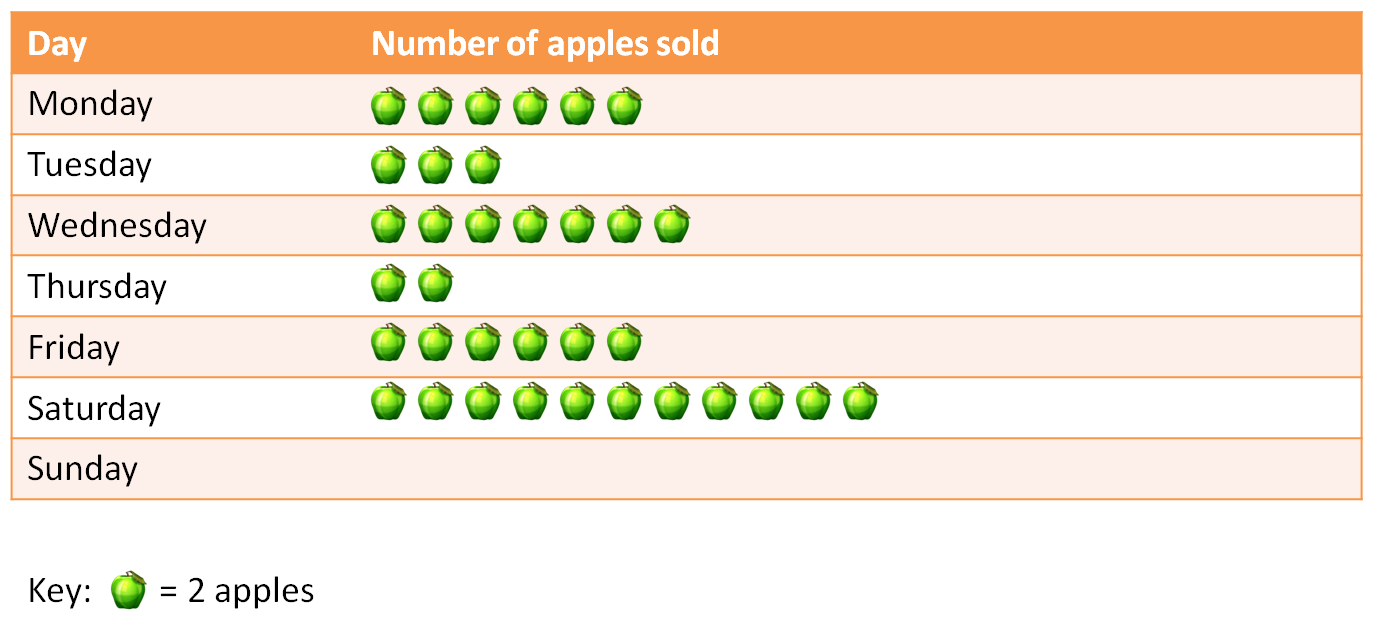 Day Number of apples sold
Monday
Tuesday
Wednesday
Thursday
Friday
Saturday
Sunday
Key: = 2 apples